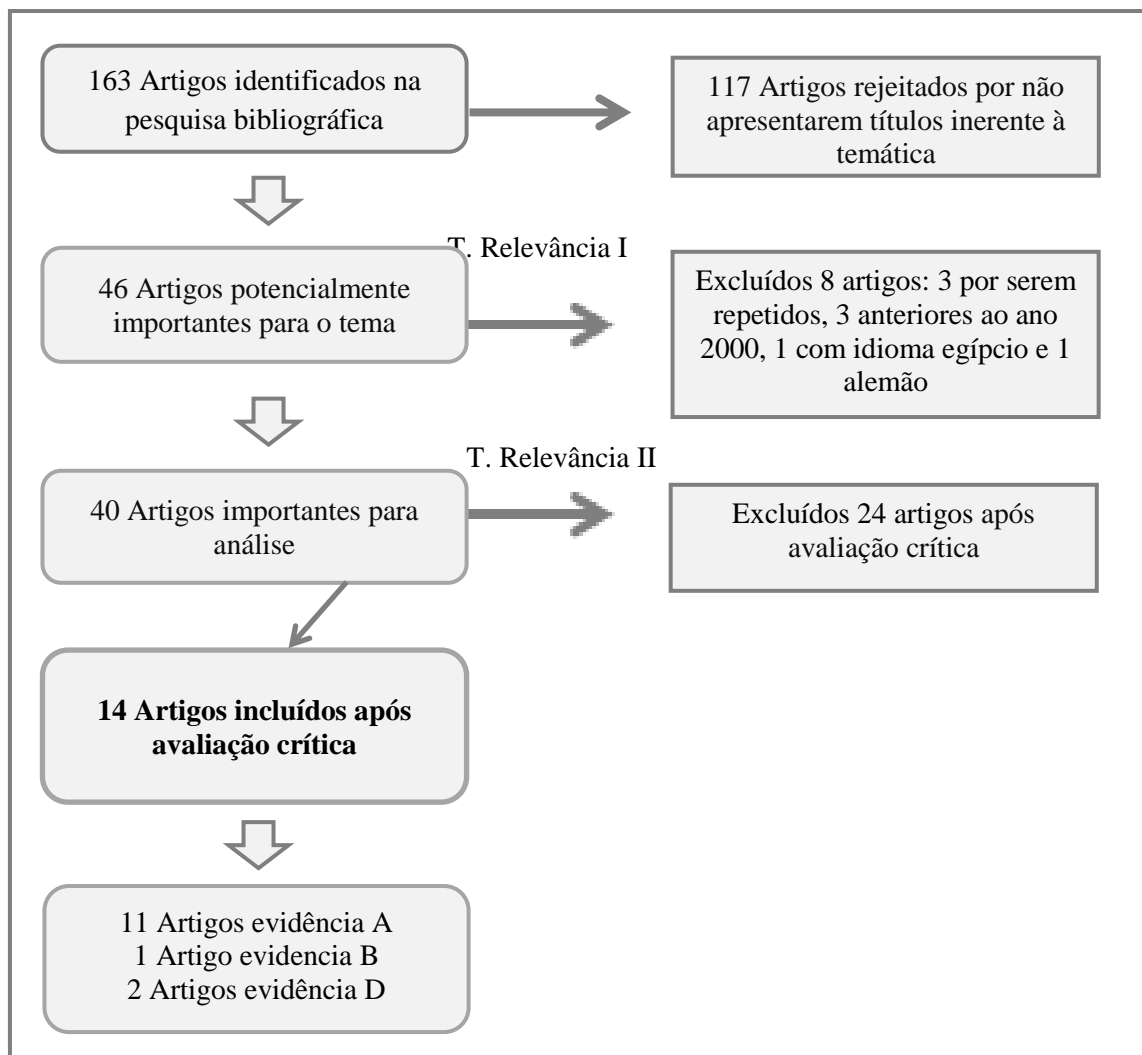 163 Artigos identificados na
pesquisa bibliográfica
117 Artigos rejeitados por não
apresentarem títulos inerente à
temática
T. Relevância I
46 Artigos potencialmente
importantes para o tema
Excluídos 8 artigos: 3 por serem
repetidos, 3 anteriores ao ano
2000, 1 com idioma egípcio e 1
alemão
T. Relevância II
40 Artigos importantes para
análise
Excluídos 24 artigos após
avaliação crítica
14 Artigos incluídos após
avaliação crítica
11 Artigos evidência A
1 Artigo evidencia B
2 Artigos evidência D